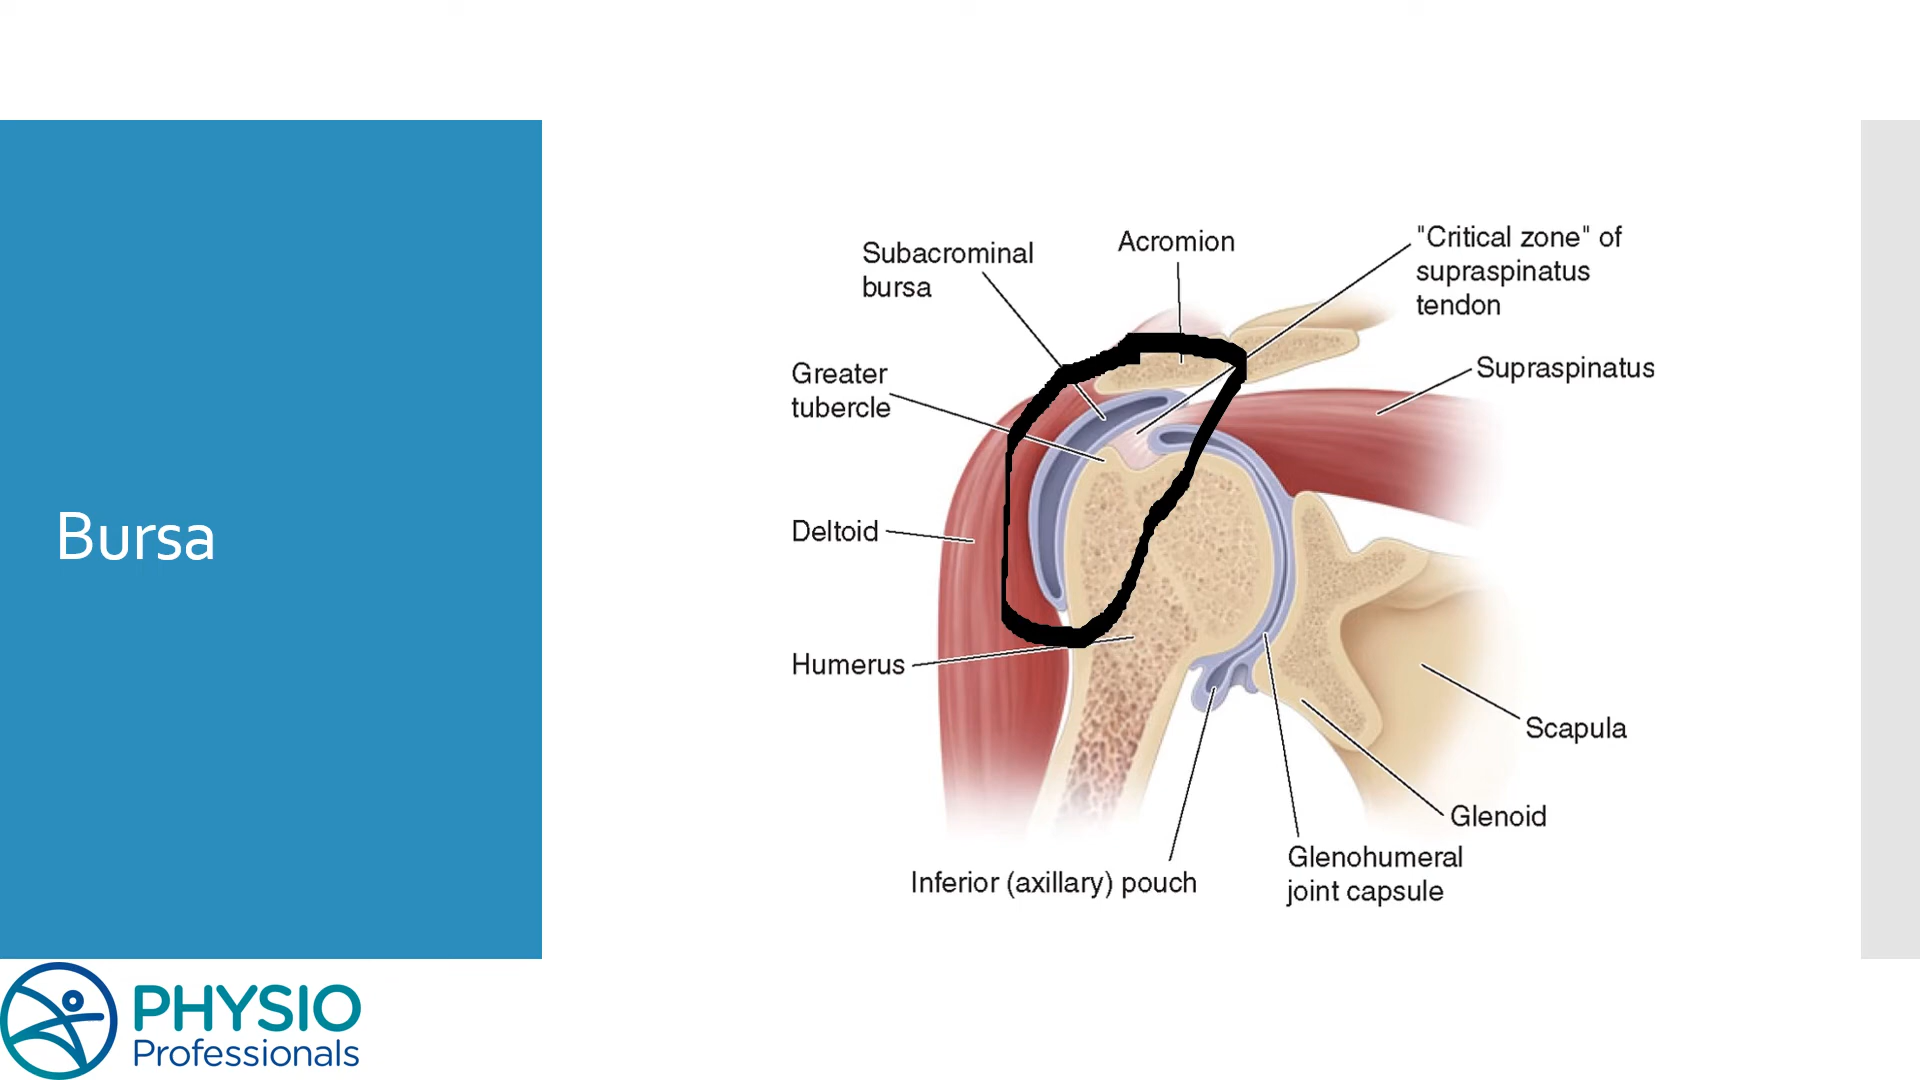 Bursa
Subacrominal
bursa
Acromion
"Critical zone" of
supraspinatus
tendon
Greater
tubercle
Supraspinatus
Deltoid
Humerus
Scapula
Glenoid
Glenohumeral
joint capsule
Inferior (axillary) pouch
PHYSIO
Professionals